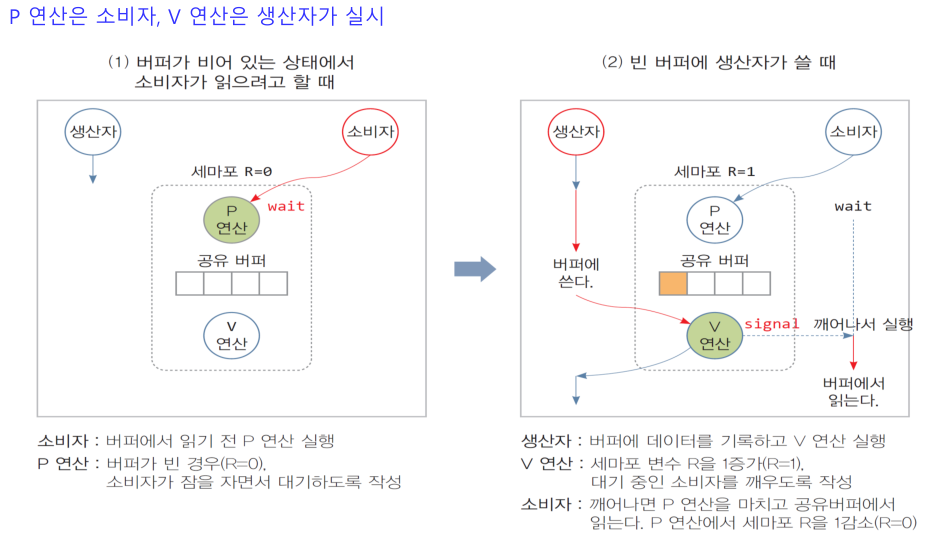 P 연산은 소비자, V 연산은 생산자가 실시
(1) 버퍼가 비어 있는 상태에서
소비자가 읽으려고 할 때
생산자
소비자
세마포 R=0
wait
P
연산
공유 버퍼
V
연산
(2) 빈 버퍼에 생산자가 쓸 때
생산자
소비자
세마포 R=1
P
연산
wait
버퍼에
쓴다.
공유 버퍼
V
연산
signal
깨어나서 실행
버퍼에서
읽는다.
소비자 : 버퍼에서 읽기 전 P 연산 실행
P 연산 : 버퍼가 빈 경우(R=0),
소비자가 잠을 자면서 대기하도록 작성
생산자 : 버퍼에 데이터를 기록하고 V 연산 실행
V 연산 : 세마포 변수 R을 1증가(R=1),
대기 중인 소비자를 깨우도록 작성
소비자 : 깨어나면 P 연산을 마치고 공유버퍼에서
읽는다. P 연산에서 세마포 R을 1감소(R=0)